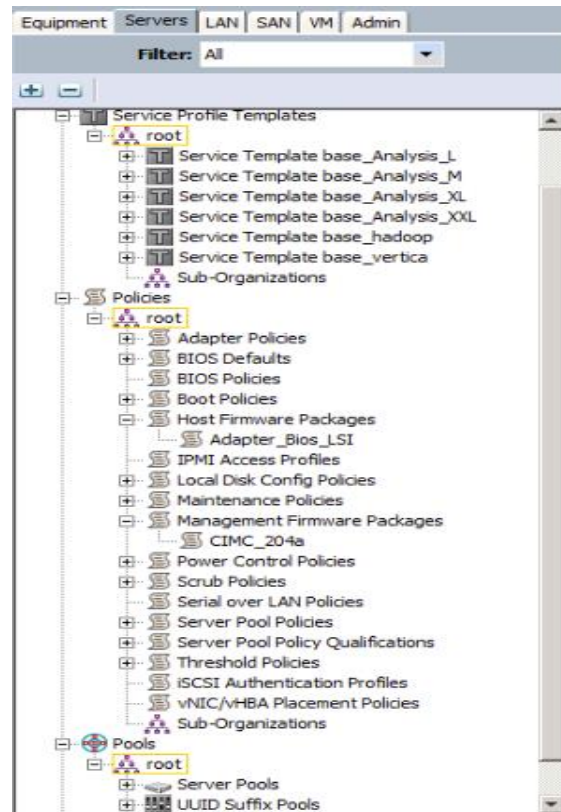 Equipment Servers LAN SAN VM Admin
Filter: All
Service Profile Templates
root
Service Template base_Analysis_L
Service Template base_Analysis_M
Service Template base_Analysis_XL
Service Template base_Analysis_XXL
Service Template base_hadoop
Service Template base_vertica
Sub-Organizations
Policies
root
Adapter Policies
BIOS Defaults
BIOS Policies
Boot Policies
Host Firmware Packages
Adapter_Bios_LSI
IPMI Access Profiles
Local Disk Config Policies
Maintenance Policies
Management Firmware Packages
CIMC_204a
Power Control Policies
Scrub Policies
Serial over LAN Policies
Server Pool Policies
Server Pool Policy Qualifications
Threshold Policies
iSCSI Authentication Profiles
vNIC/vHBA Placement Policies
Sub-Organizations
Pools
root
Server Pools
UUID Suffix Pools